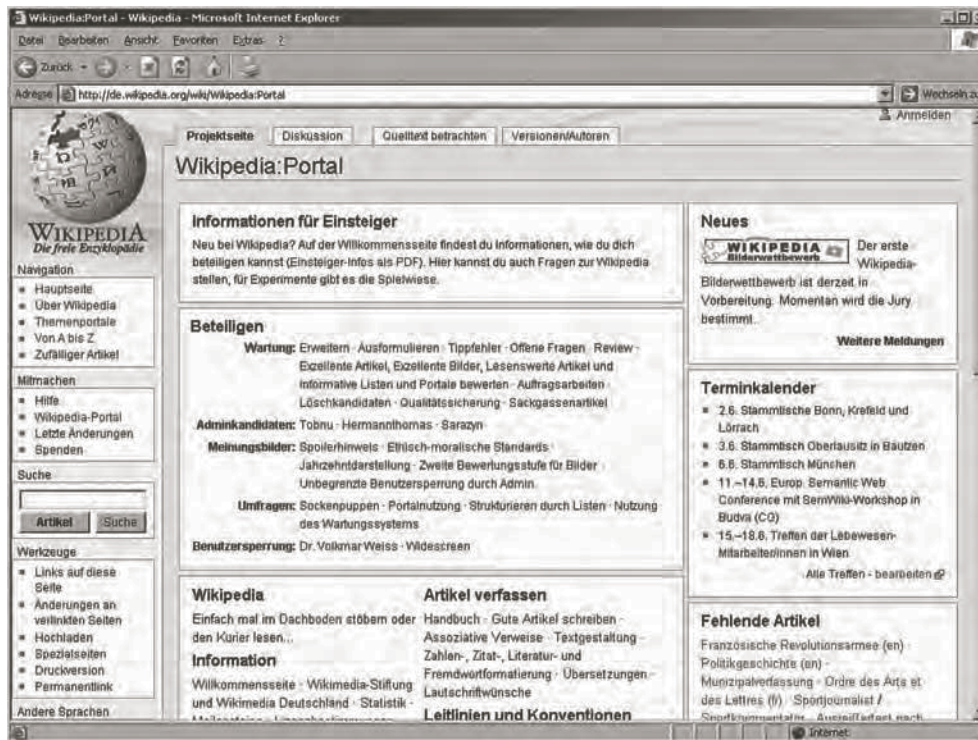 Wikipedia:Portal - Wikipedia - Microsoft Internet Explorer
Datei Bearbeiten Ansicht Favoriten Extras ?
Zurück
Adresse http://de.wikipedia.org/wiki/Wikipedia:Portal Wechseln zu
Anmelden
Projektseite Diskussion Quelltext betrachten Versionen/Autoren
Wikipedia:Portal
WIKIPEDIA
Die freie Enzyklopädie
Navigation
Hauptseite
Über Wikipedia
Themenportale
Von A bis Z
Zufälliger Artikel
Mitmachen
Hilfe
Wikipedia-Portal
Letzte Änderungen
Spenden
Suche
Artikel Suche
Werkzeuge
Links auf diese
Seite
Änderungen an
verlinkten Seiten
Hochladen
Spezialseiten
Druckversion
Permanentlink
Andere Sprachen
Informationen für Einsteiger
Neu bei Wikipedia? Auf der Willkommensseite findest du Informationen, wie du dich
beteiligen kannst (Einsteiger-Infos als PDF). Hier kannst du auch Fragen zur Wikipedia
stellen, für Experimente gibt es die Spielwiese.
Beteiligen
Wartung: Erweitern · Ausformulieren · Tippfehler · Offene Fragen · Review ·
Exzellente Artikel, Exzellente Bilder, Lesenswerte Artikel und
Informative Listen und Portale bewerten · Auftragsarbeiten ·
Löschkandidaten · Qualitätssicherung · Sackgassenartikel
Adminkandidaten: Tobnu · Hermannthomas · Sarazyn
Meinungsbilder: Spoilerhinweis · Ethisch-moralische Standards ·
Jahrzehntdarstellung · Zweite Bewertungsstufe für Bilder ·
Unbegrenzte Benutzersperrung durch Admin
Umfragen: Sockenpuppen · Portalnutzung · Strukturieren durch Listen · Nutzung
des Wartungssystems
Benutzersperrung: Dr. Volkmar Weiss · Widescreen
Wikipedia
Einfach mal im Dachboden stöbern oder
den Kurier lesen...
Information
Willkommensseite · Wikimedia-Stiftung
und Wikimedia Deutschland · Statistik ·
Artikel verfassen
Handbuch · Gute Artikel schreiben ·
Assoziative Verweise · Textgestaltung ·
Zahlen-, Zitat-, Literatur- und
Fremdwortformatierung · Übersetzungen ·
Lautschriftwünsche
Leitlinien und Konventionen
Neues
WIKIPEDIA
Bilderwettbewerb
Der erste
Wikipedia-
Bilderwettbewerb ist derzeit in
Vorbereitung. Momentan wird die Jury
bestimmt.
Weitere Meldungen
Terminkalender
2.6. Stammtische Bonn, Krefeld und
Lörrach
3.6. Stammtisch Oberlausitz in Bautzen
6.6. Stammtisch München
11.–14.6. Europ. Semantic Web
Conference mit SemWiki-Workshop in
Budva (CG)
15.–18.6. Treffen der Lebewesen-
Mitarbeiter/innen in Wien
Alle Treffen - bearbeiten
Fehlende Artikel
Französische Revolutionsarmee (en) ·
Politikgeschichte (en) ·
Munizipalverfassung · Ordre des Arts et
des Lettres (fr) · Sportjournalist /
Internet